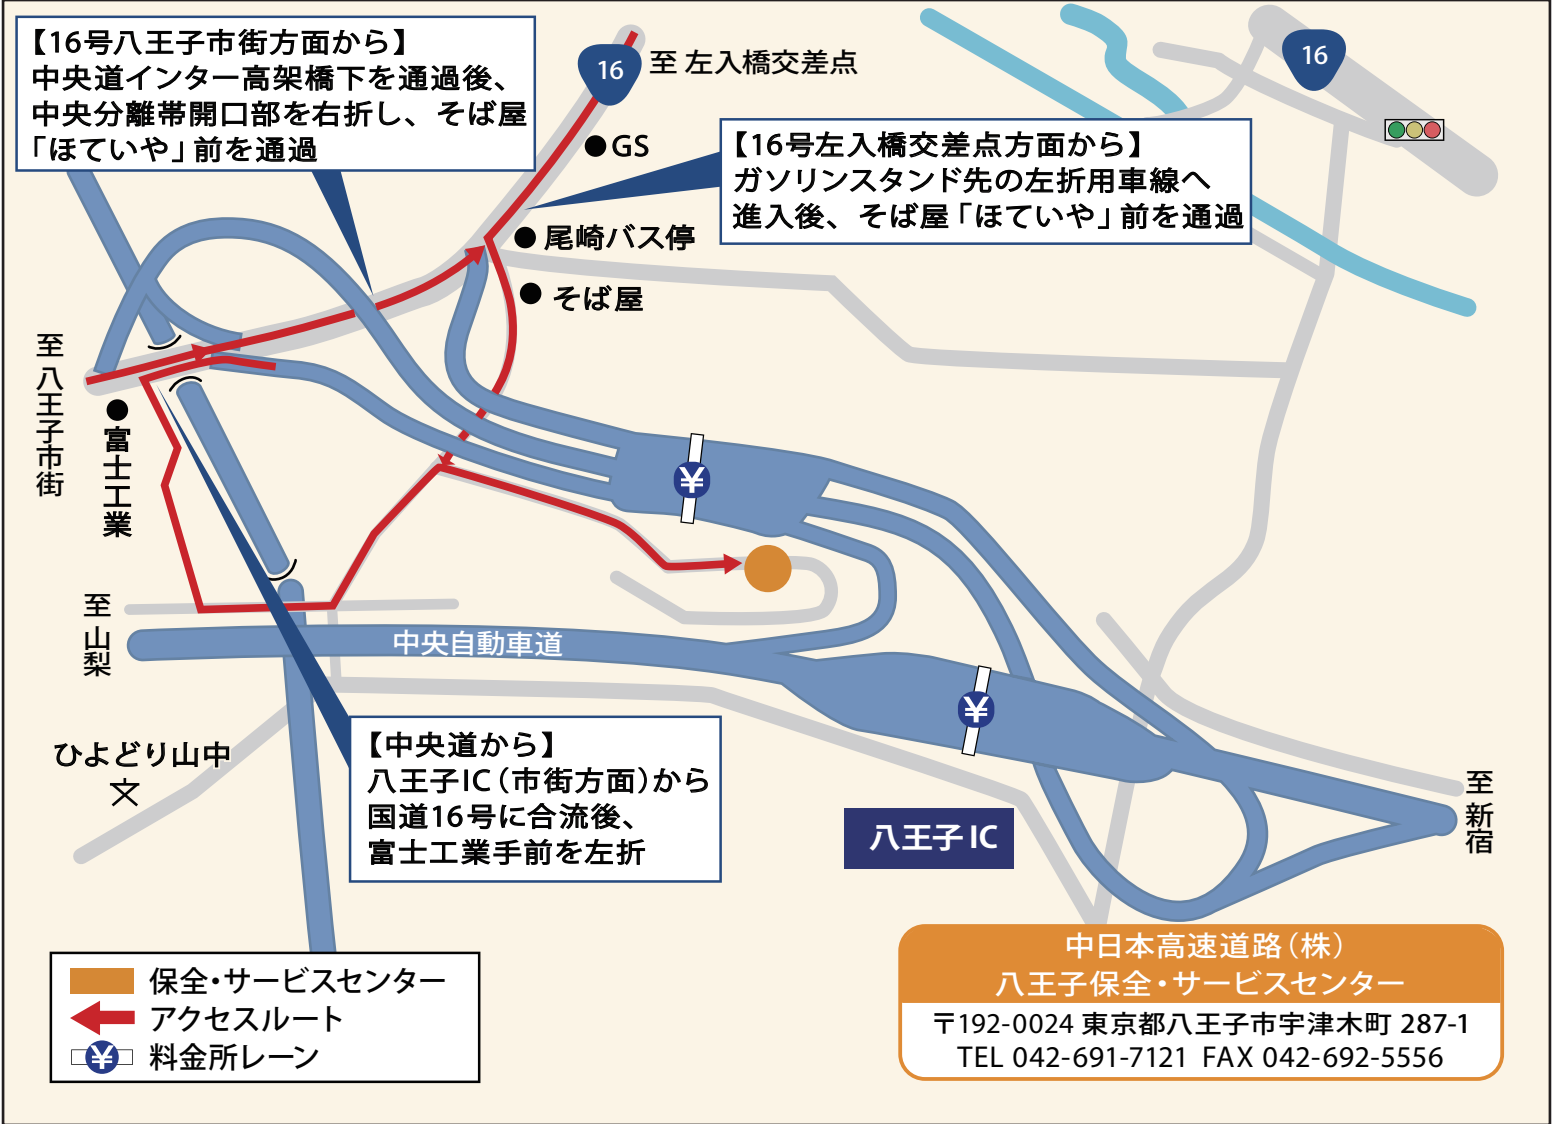 【16号八王子市街方面から】
中央道インター高架橋下を通過後、
中央分離帯開口部を右折し、そば屋
「ほていや」前を通過
16
至 左入橋交差点
16
GS
【16号左入橋交差点方面から】
ガソリンスタンド先の左折用車線へ
進入後、そば屋「ほていや」前を通過
尾崎バス停
そば屋
至 八王子市街
富士工業
¥
至 山梨
中央自動車道
¥
ひよどり山中
文
【中央道から】
八王子IC(市街方面)から
国道16号に合流後、
富士工業手前を左折
八王子 IC
至 新宿
保全・サービスセンター
アクセスルート
¥ 料金所レーン
中日本高速道路(株)
八王子保全・サービスセンター
〒192-0024 東京都八王子市宇津木町 287-1
TEL 042-691-7121 FAX 042-692-5556